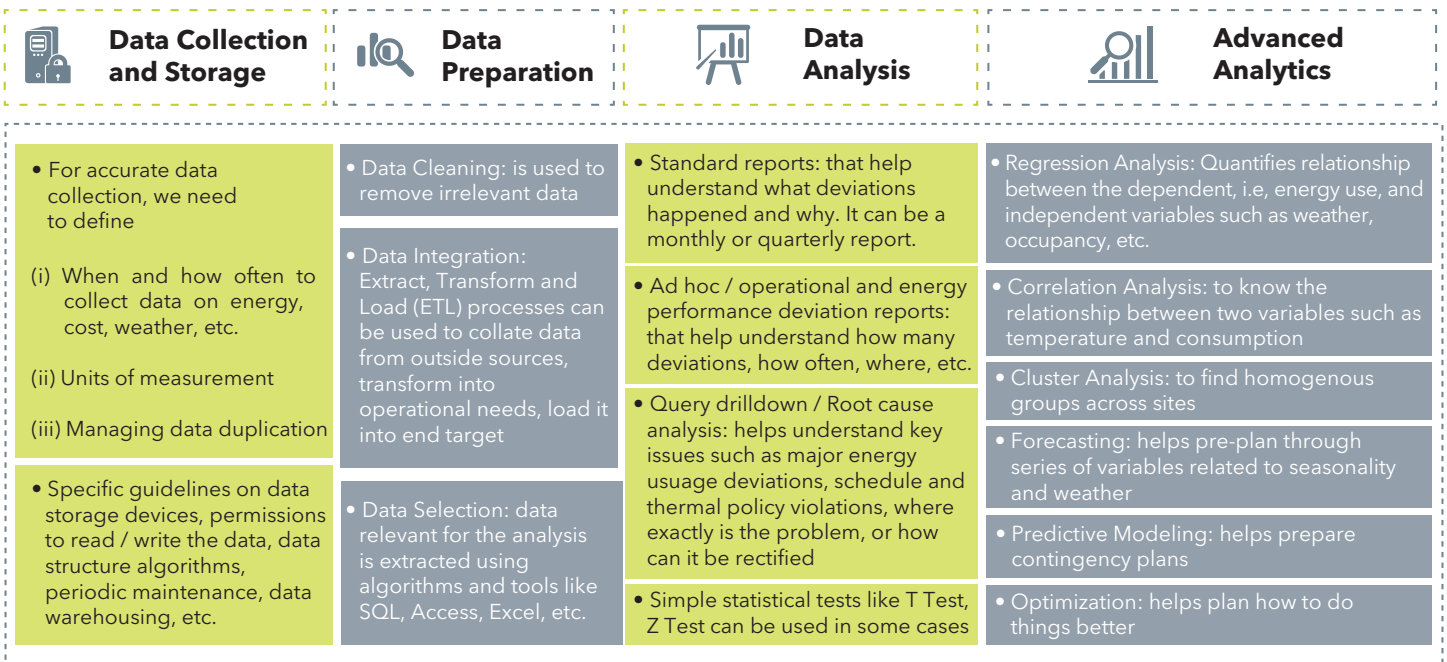 Data Collection
and Storage
Data
Preparation
Data
Analysis
Advanced
Analytics
• For accurate data
collection, we need
to define
(i) When and how often to
collect data on energy,
cost, weather, etc.
(ii) Units of measurement
(iii) Managing data duplication
• Specific guidelines on data
storage devices, permissions
to read / write the data, data
structure algorithms,
periodic maintenance, data
warehousing, etc.
• Data Cleaning: is used to
remove irrelevant data
• Data Integration:
Extract, Transform and
Load (ETL) processes can
be used to collate data
from outside sources,
transform into
operational needs, load it
into end target
• Data Selection: data
relevant for the analysis
is extracted using
algorithms and tools like
SQL, Access, Excel, etc.
• Standard reports: that help
understand what deviations
happened and why. It can be a
monthly or quarterly report.
• Ad hoc / operational and energy
performance deviation reports:
that help understand how many
deviations, how often, where, etc.
• Query drilldown / Root cause
analysis: helps understand key
issues such as major energy
usuage deviations, schedule and
thermal policy violations, where
exactly is the problem, or how
can it be rectified
• Simple statistical tests like T Test,
Z Test can be used in some cases
• Regression Analysis: Quantifies relationship
between the dependent, i.e, energy use, and
independent variables such as weather,
occupancy, etc.
• Correlation Analysis: to know the
relationship between two variables such as
temperature and consumption
• Cluster Analysis: to find homogenous
groups across sites
• Forecasting: helps pre-plan through
series of variables related to seasonality
and weather
• Predictive Modeling: helps prepare
contingency plans
• Optimization: helps plan how to do
things better